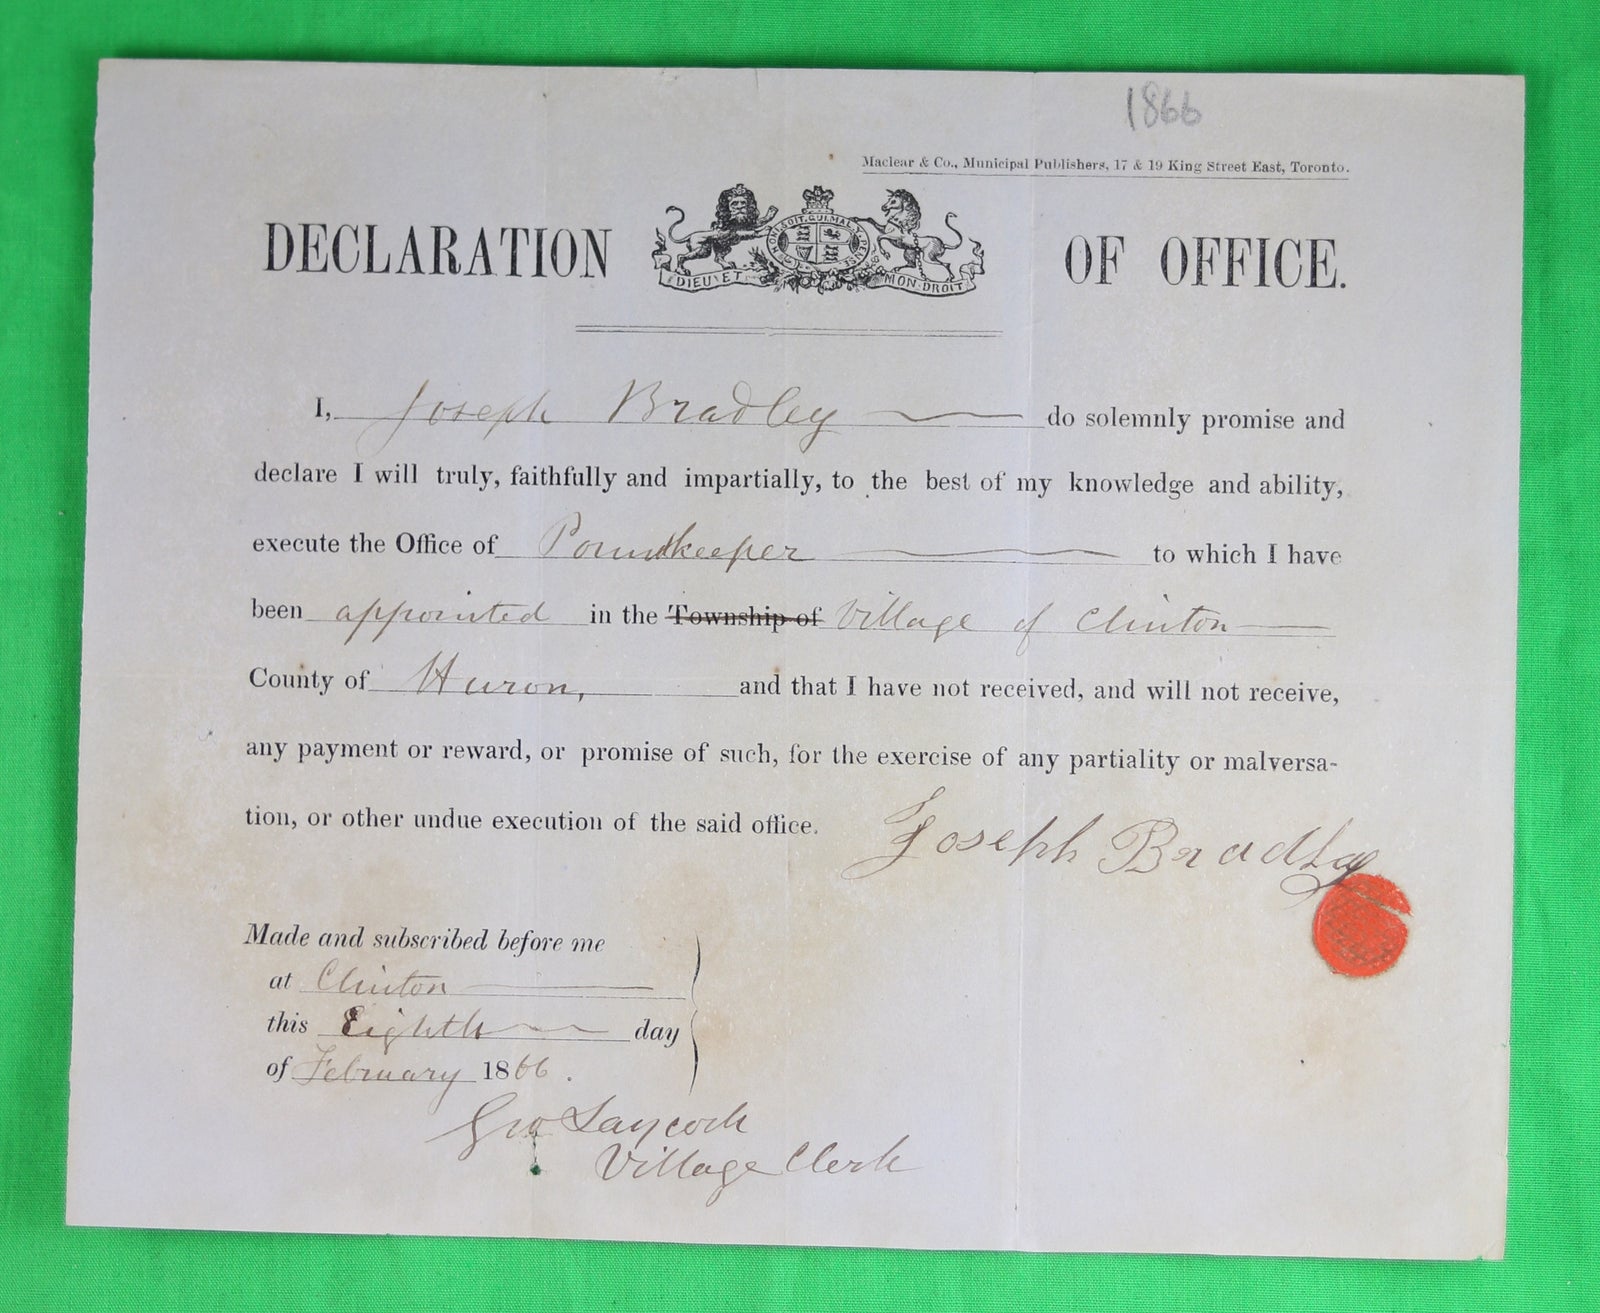 1866
Maclear & Co., Municipal Publishers, 17 & 19 King Street East, Toronto.
DECLARATION OF OFFICE.
HONI SOIT QUI MAL Y PENSE
DIEU ET MON DROIT
I, Joseph Bradley do solemnly promise and
declare I will truly, faithfully and impartially, to the best of my knowledge and ability,
execute the Office of Poundkeeper to which I have
been appointed in the Township of Village of Clinton
County of Huron, and that I have not received, and will not receive,
any payment or reward, or promise of such, for the exercise of any partiality or malversa-
tion, or other undue execution of the said office.
Joseph Bradley
Made and subscribed before me
at Clinton
this Eighth day
of February 1866.
Geo Laycock
Village Clerk